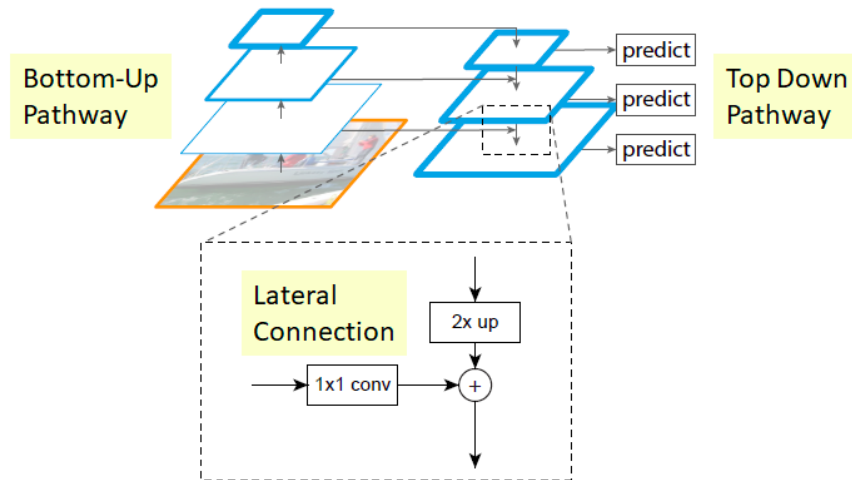 Bottom-Up
Pathway
predict
predict
predict
Top Down
Pathway
Lateral
Connection
2x up
1x1 conv
+